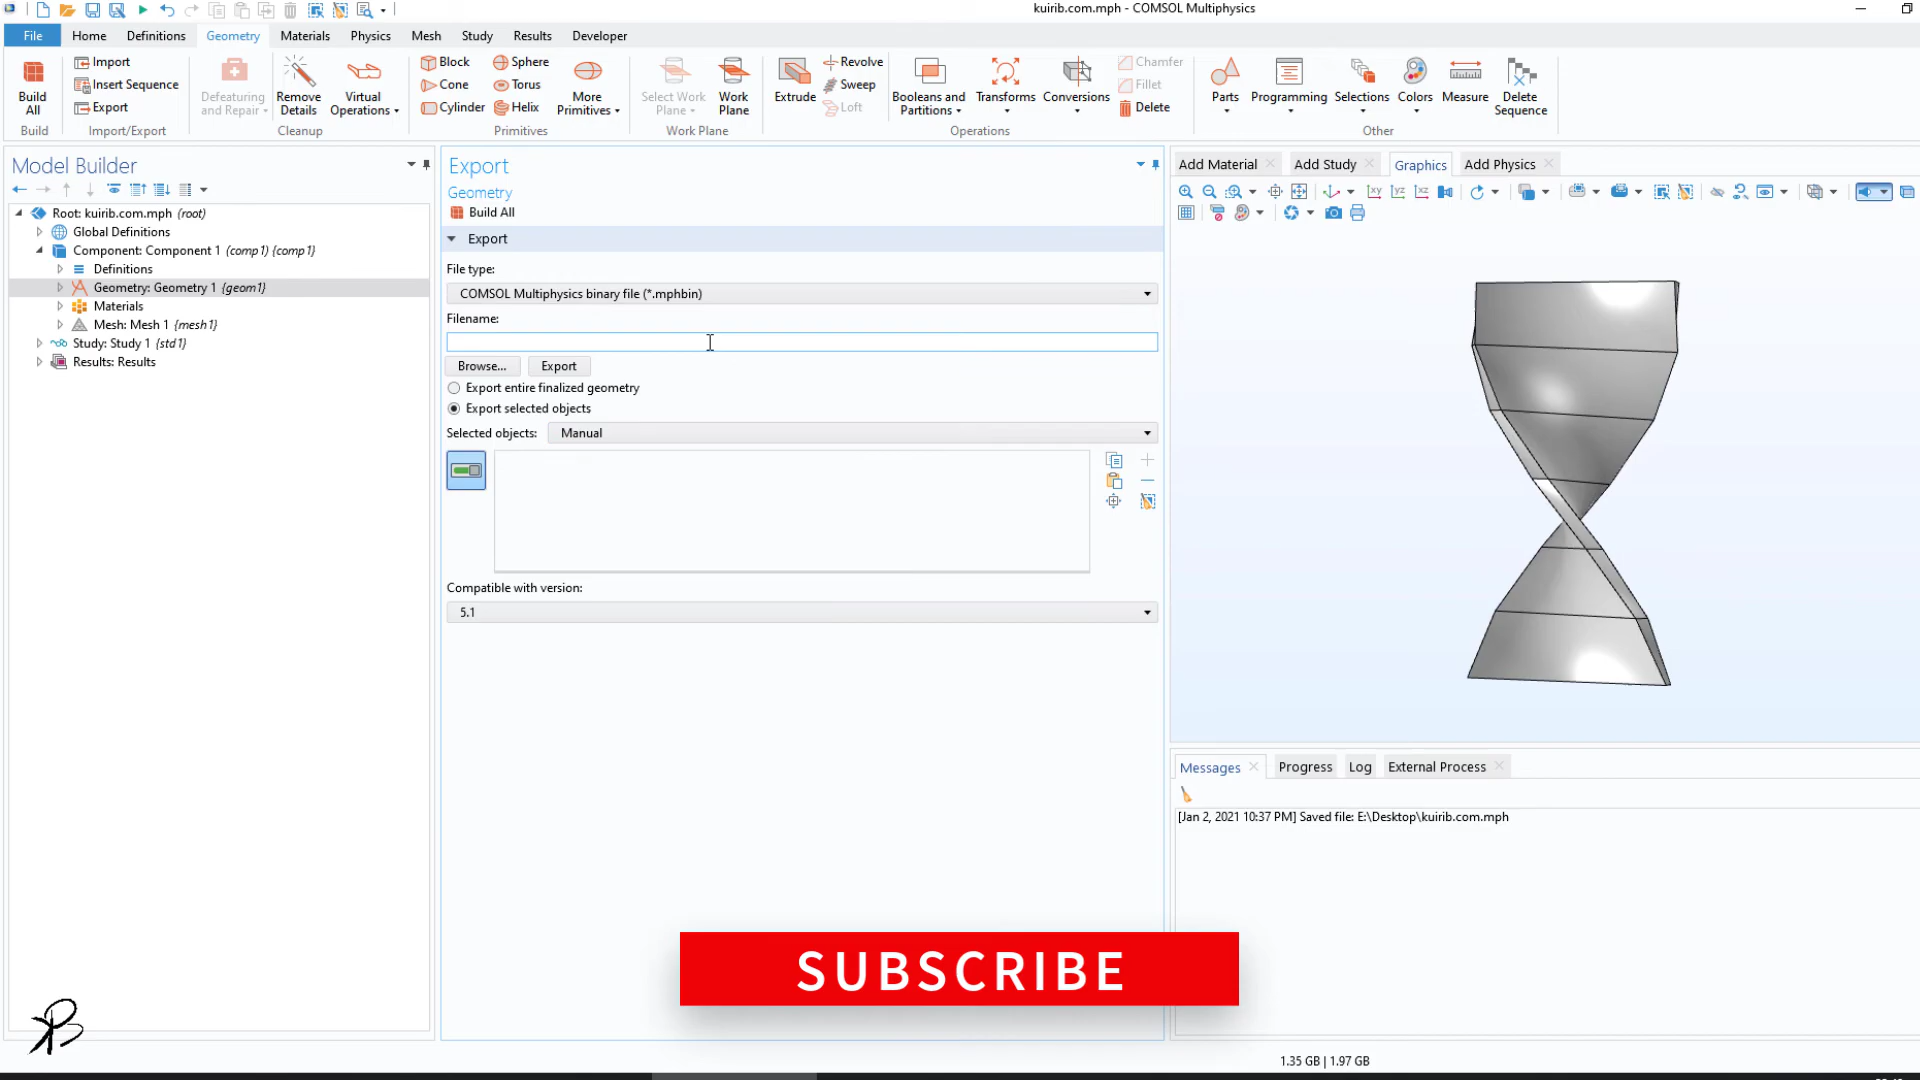 kuirib.com.mph - COMSOL Multiphysics
File Home Definitions Geometry Materials Physics Mesh Study Results Developer
Build All
Build
Import
Insert Sequence
Export
Import/Export
Defeaturing and Repair
Remove Details
Virtual Operations
Cleanup
Block
Cone
Cylinder
Sphere
Torus
Helix
More Primitives
Primitives
Select Work Plane
Work Plane
Work Plane
Extrude
Revolve
Sweep
Loft
Booleans and Partitions
Transforms
Conversions
Chamfer
Fillet
Delete
Operations
Parts
Programming
Selections
Colors
Measure
Delete Sequence
Other
Model Builder
Root: kuirib.com.mph (root)
Global Definitions
Component: Component 1 (comp1) {comp1}
Definitions
Geometry: Geometry 1 {geom1}
Materials
Mesh: Mesh 1 {mesh1}
Study: Study 1 {std1}
Results: Results
Export
Geometry
Build All
Export
File type:
COMSOL Multiphysics binary file (*.mphbin)
Filename:
Browse... Export
Export entire finalized geometry
Export selected objects
Selected objects: Manual
Compatible with version:
5.1
Add Material Add Study Graphics Add Physics
xy yz xz
Messages Progress Log External Process
[Jan 2, 2021 10:37 PM] Saved file: E:\Desktop\kuirib.com.mph
SUBSCRIBE
1.35 GB | 1.97 GB